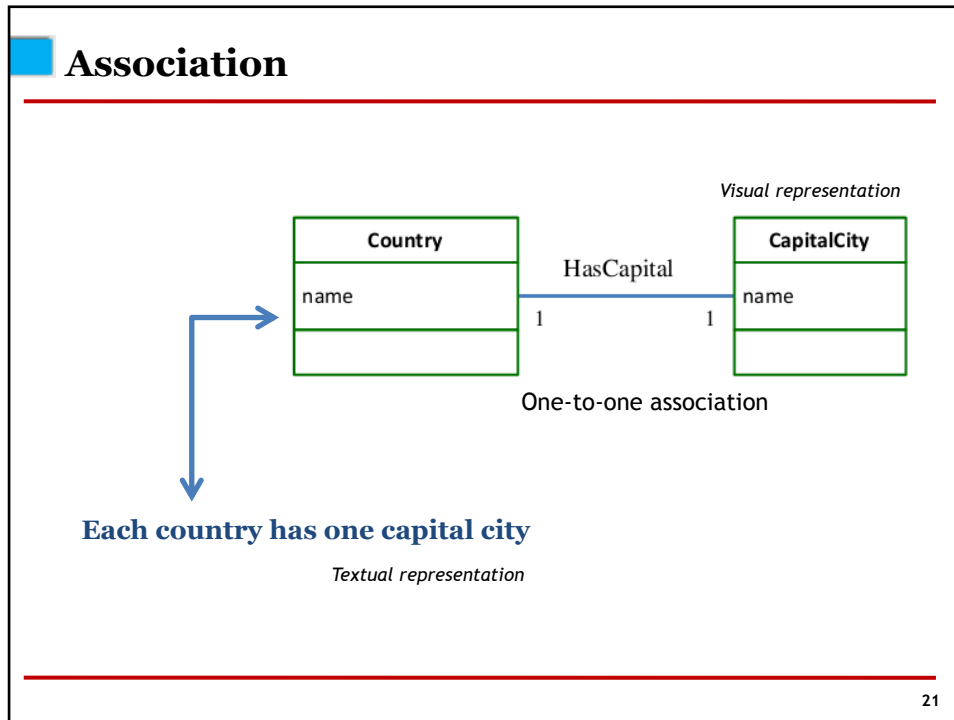 Association
Visual representation
Country
CapitalCity
HasCapital
name
name
1
1
One-to-one association
Each country has one capital city
Textual representation
21